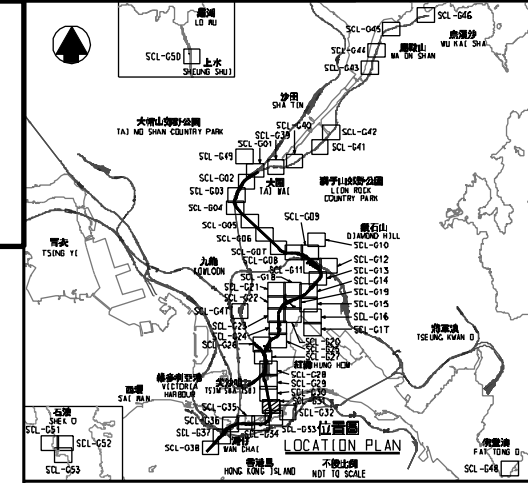 羅湖
LO WU
SCL-G50
上水
SHEUNG SHUI
SCL-G46
SCL-G45
烏溪沙
WU KAI SHA
SCL-G44
馬鞍山
MA ON SHAN
SCL-G43
沙田
SHA TIN
大帽山郊野公園
TAI MO SHAN COUNTRY PARK
SCL-G40
SCL-G39
SCL-G42
SCL-G01
SCL-G41
SCL-G49
大圍
TAI WAI
SCL-G02
獅子山郊野公園
LION ROCK
COUNTRY PARK
SCL-G03
SCL-G04
SCL-G05
SCL-G09
鑽石山
DIAMOND HILL
SCL-G06
SCL-G10
青衣
TSING YI
SCL-G07
SCL-G08
九龍
KOWLOON
SCL-G12
SCL-G11
SCL-G13
SCL-G18
SCL-G14
SCL-G21
SCL-G19
SCL-G22
SCL-G15
SCL-G47
SCL-G16
SCL-G23
SCL-G17
將軍澳
TSEUNG KWAN O
SCL-G24
SCL-G20
SCL-G26
紅磡
HUNG HOM
SCL-G28
維多利亞港
VICTORIA
HARBOUR
尖沙咀
TSIM SHA TSUI
SCL-G29
SCL-G30
西環
SAI WAN
SCL-G35
SCL-G32
SCL-G36
SCL-G33
SCL-G34
SCL-G37
灣仔
WAN CHAI
SCL-G38
石澳
SHEK O
SCL-G51
SCL-G52
SCL-G53
位置圖
LOCATION PLAN
香港島
HONG KONG ISLAND
不按比例
NOT TO SCALE
FAT TONG O
SCL-G48